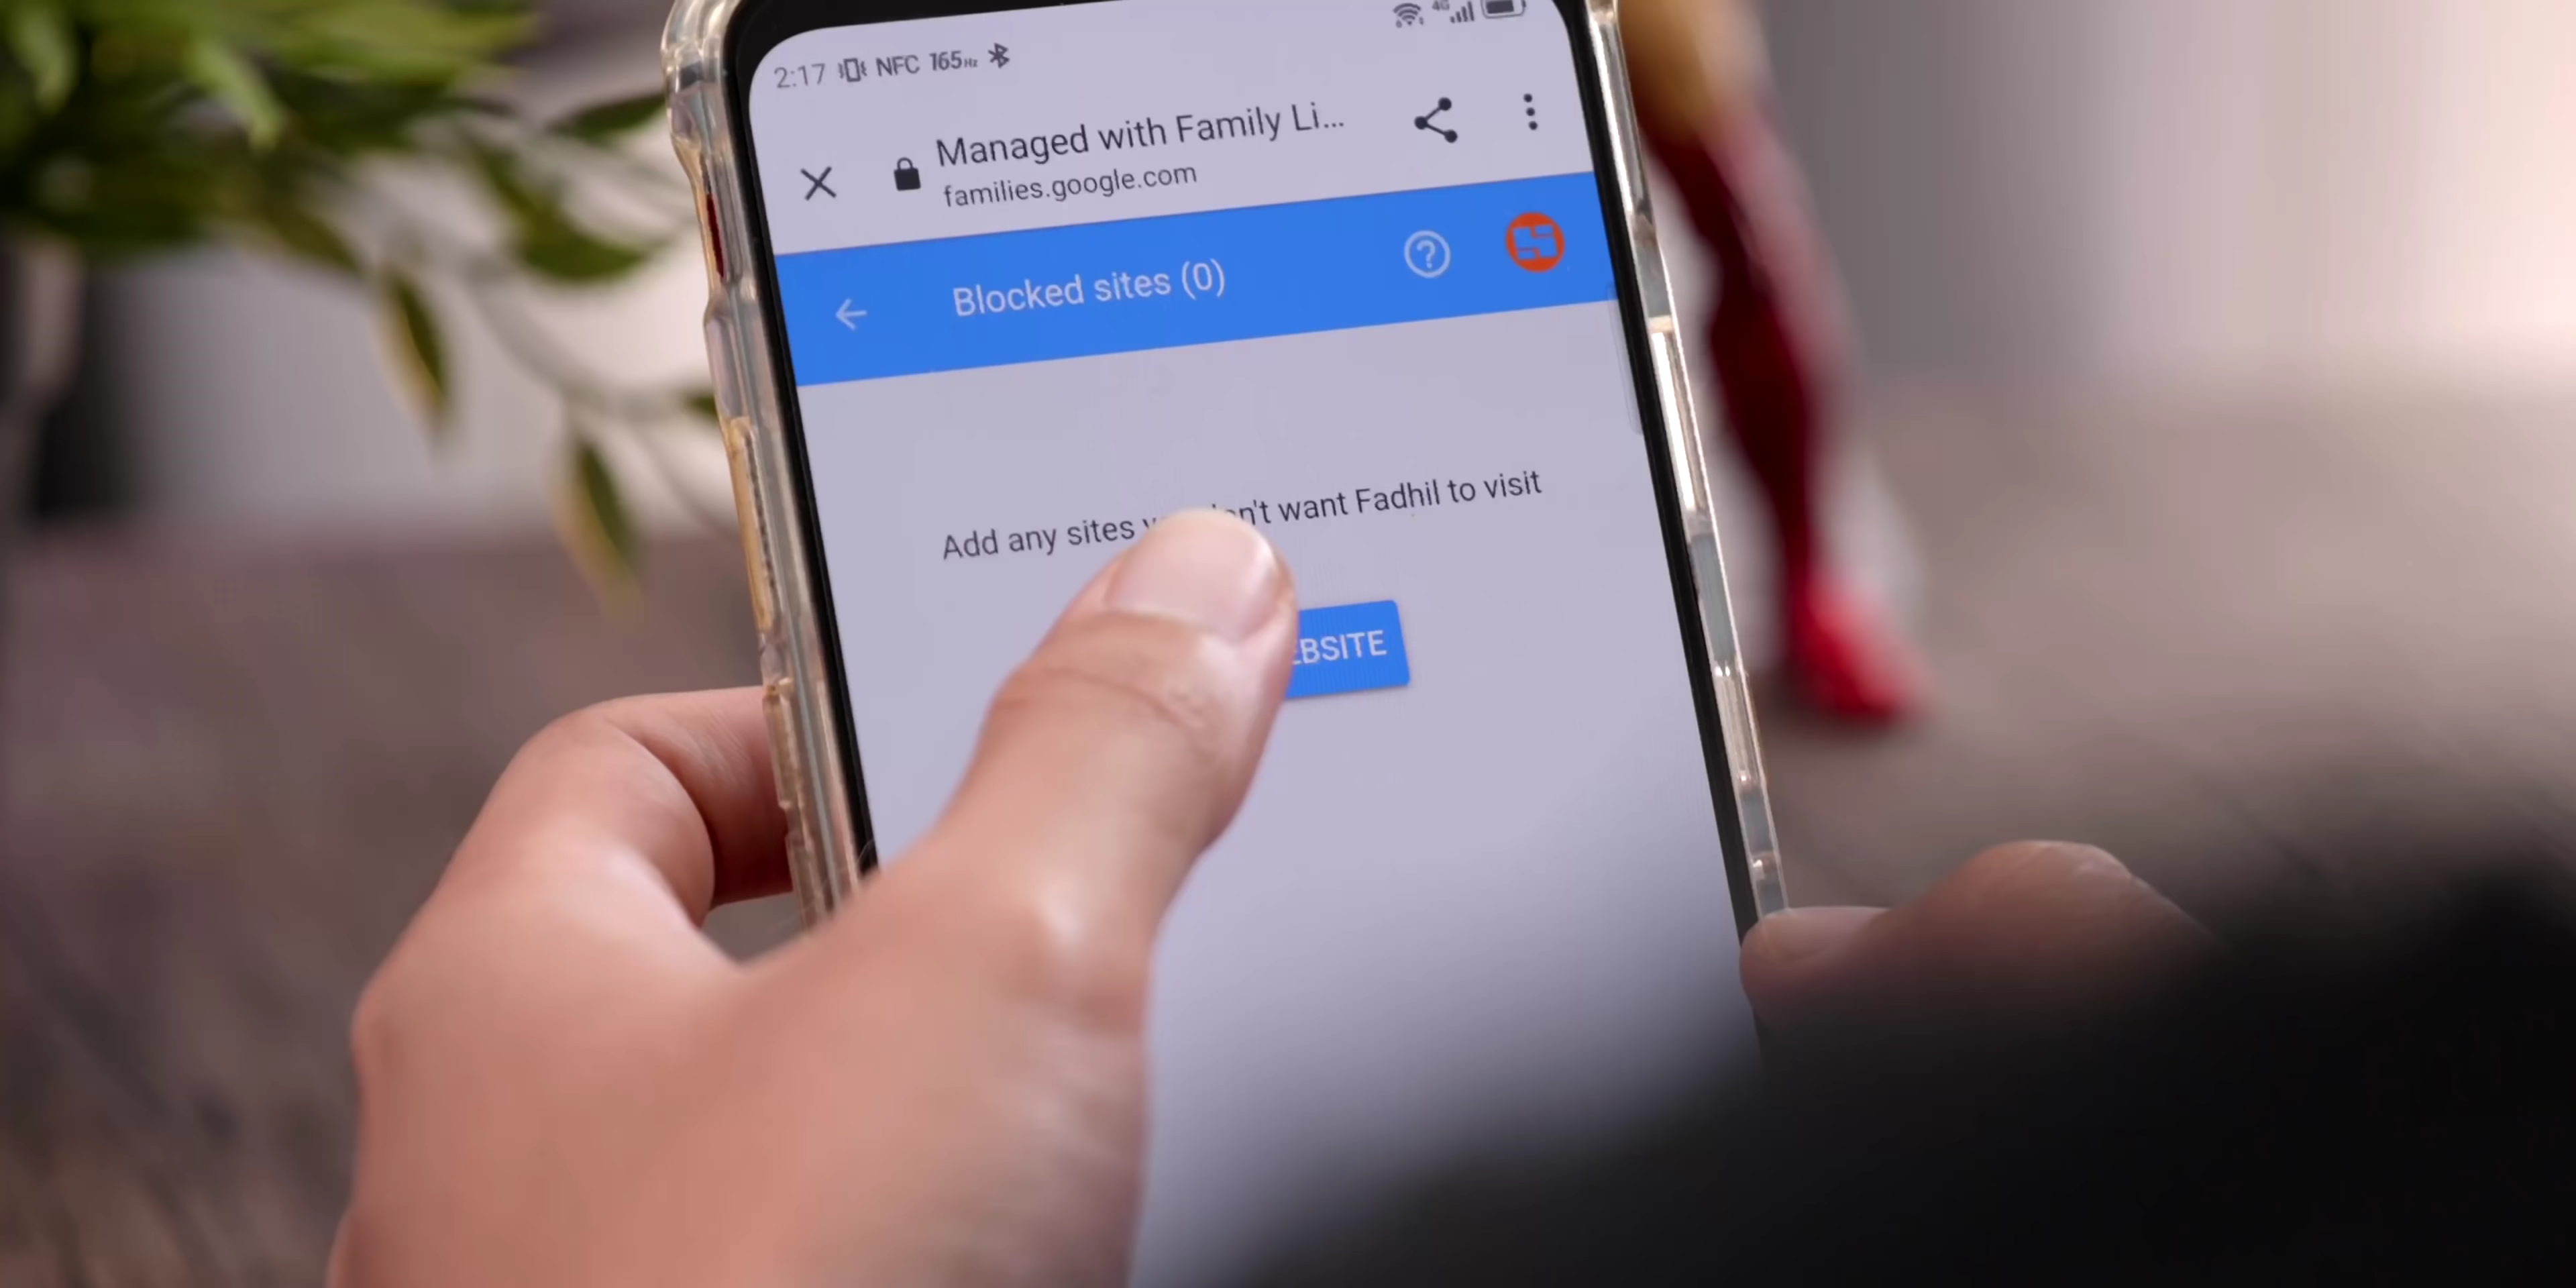 2:17 NFC 165Hz 4G
Managed with Family Li...
families.google.com
Blocked sites (0)
Add any sites want Fadhil to visit